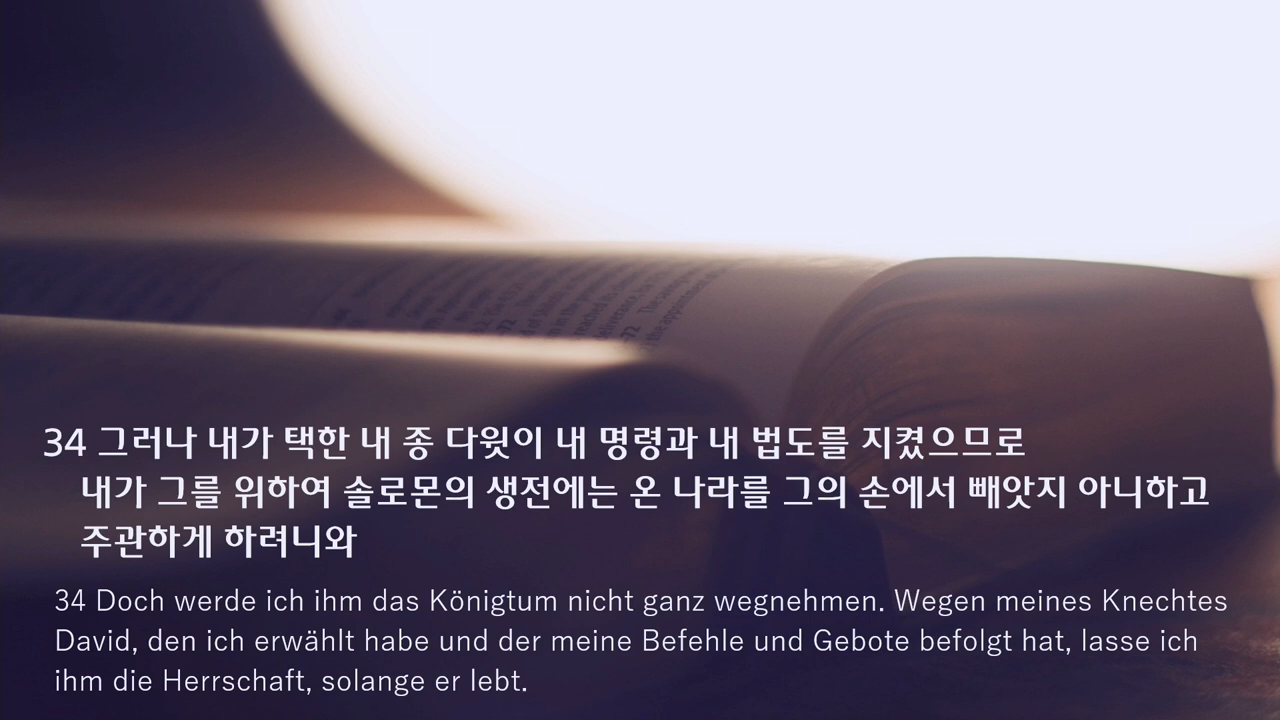 34 그러나 내가 택한 내 종 다윗이 내 명령과 내 법도를 지켰으므로
내가 그를 위하여 솔로몬의 생전에는 온 나라를 그의 손에서 빼앗지 아니하고
주관하게 하려니와
34 Doch werde ich ihm das Königtum nicht ganz wegnehmen. Wegen meines Knechtes
David, den ich erwählt habe und der meine Befehle und Gebote befolgt hat, lasse ich
ihm die Herrschaft, solange er lebt.